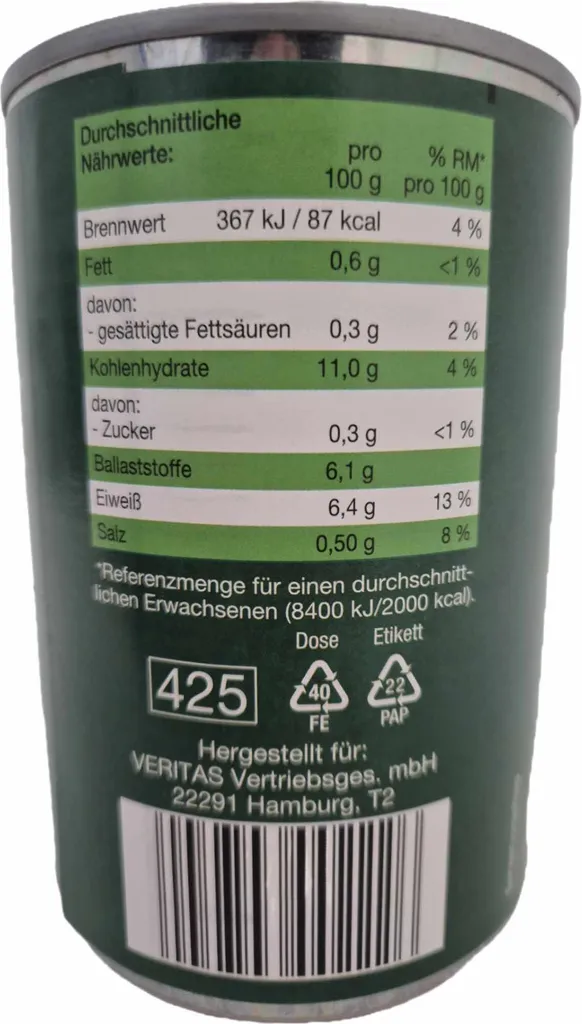 Durchschnittliche
Nährwerte:
pro
100 g
% RM*
pro 100 g
Brennwert 367 kJ / 87 kcal 4 %
Fett 0,6 g <1 %
davon:
- gesättigte Fettsäuren 0,3 g 2 %
Kohlenhydrate 11,0 g 4 %
davon:
- Zucker 0,3 g <1 %
Ballaststoffe 6,1 g
Eiweiß 6,4 g 13 %
Salz 0,50 g 8 %
*Referenzmenge für einen durchschnitt-
lichen Erwachsenen (8400 kJ/2000 kcal).
Dose Etikett
425 40 22
FE PAP
Hergestellt für:
VERITAS Vertriebsges. mbH
22291 Hamburg, T2